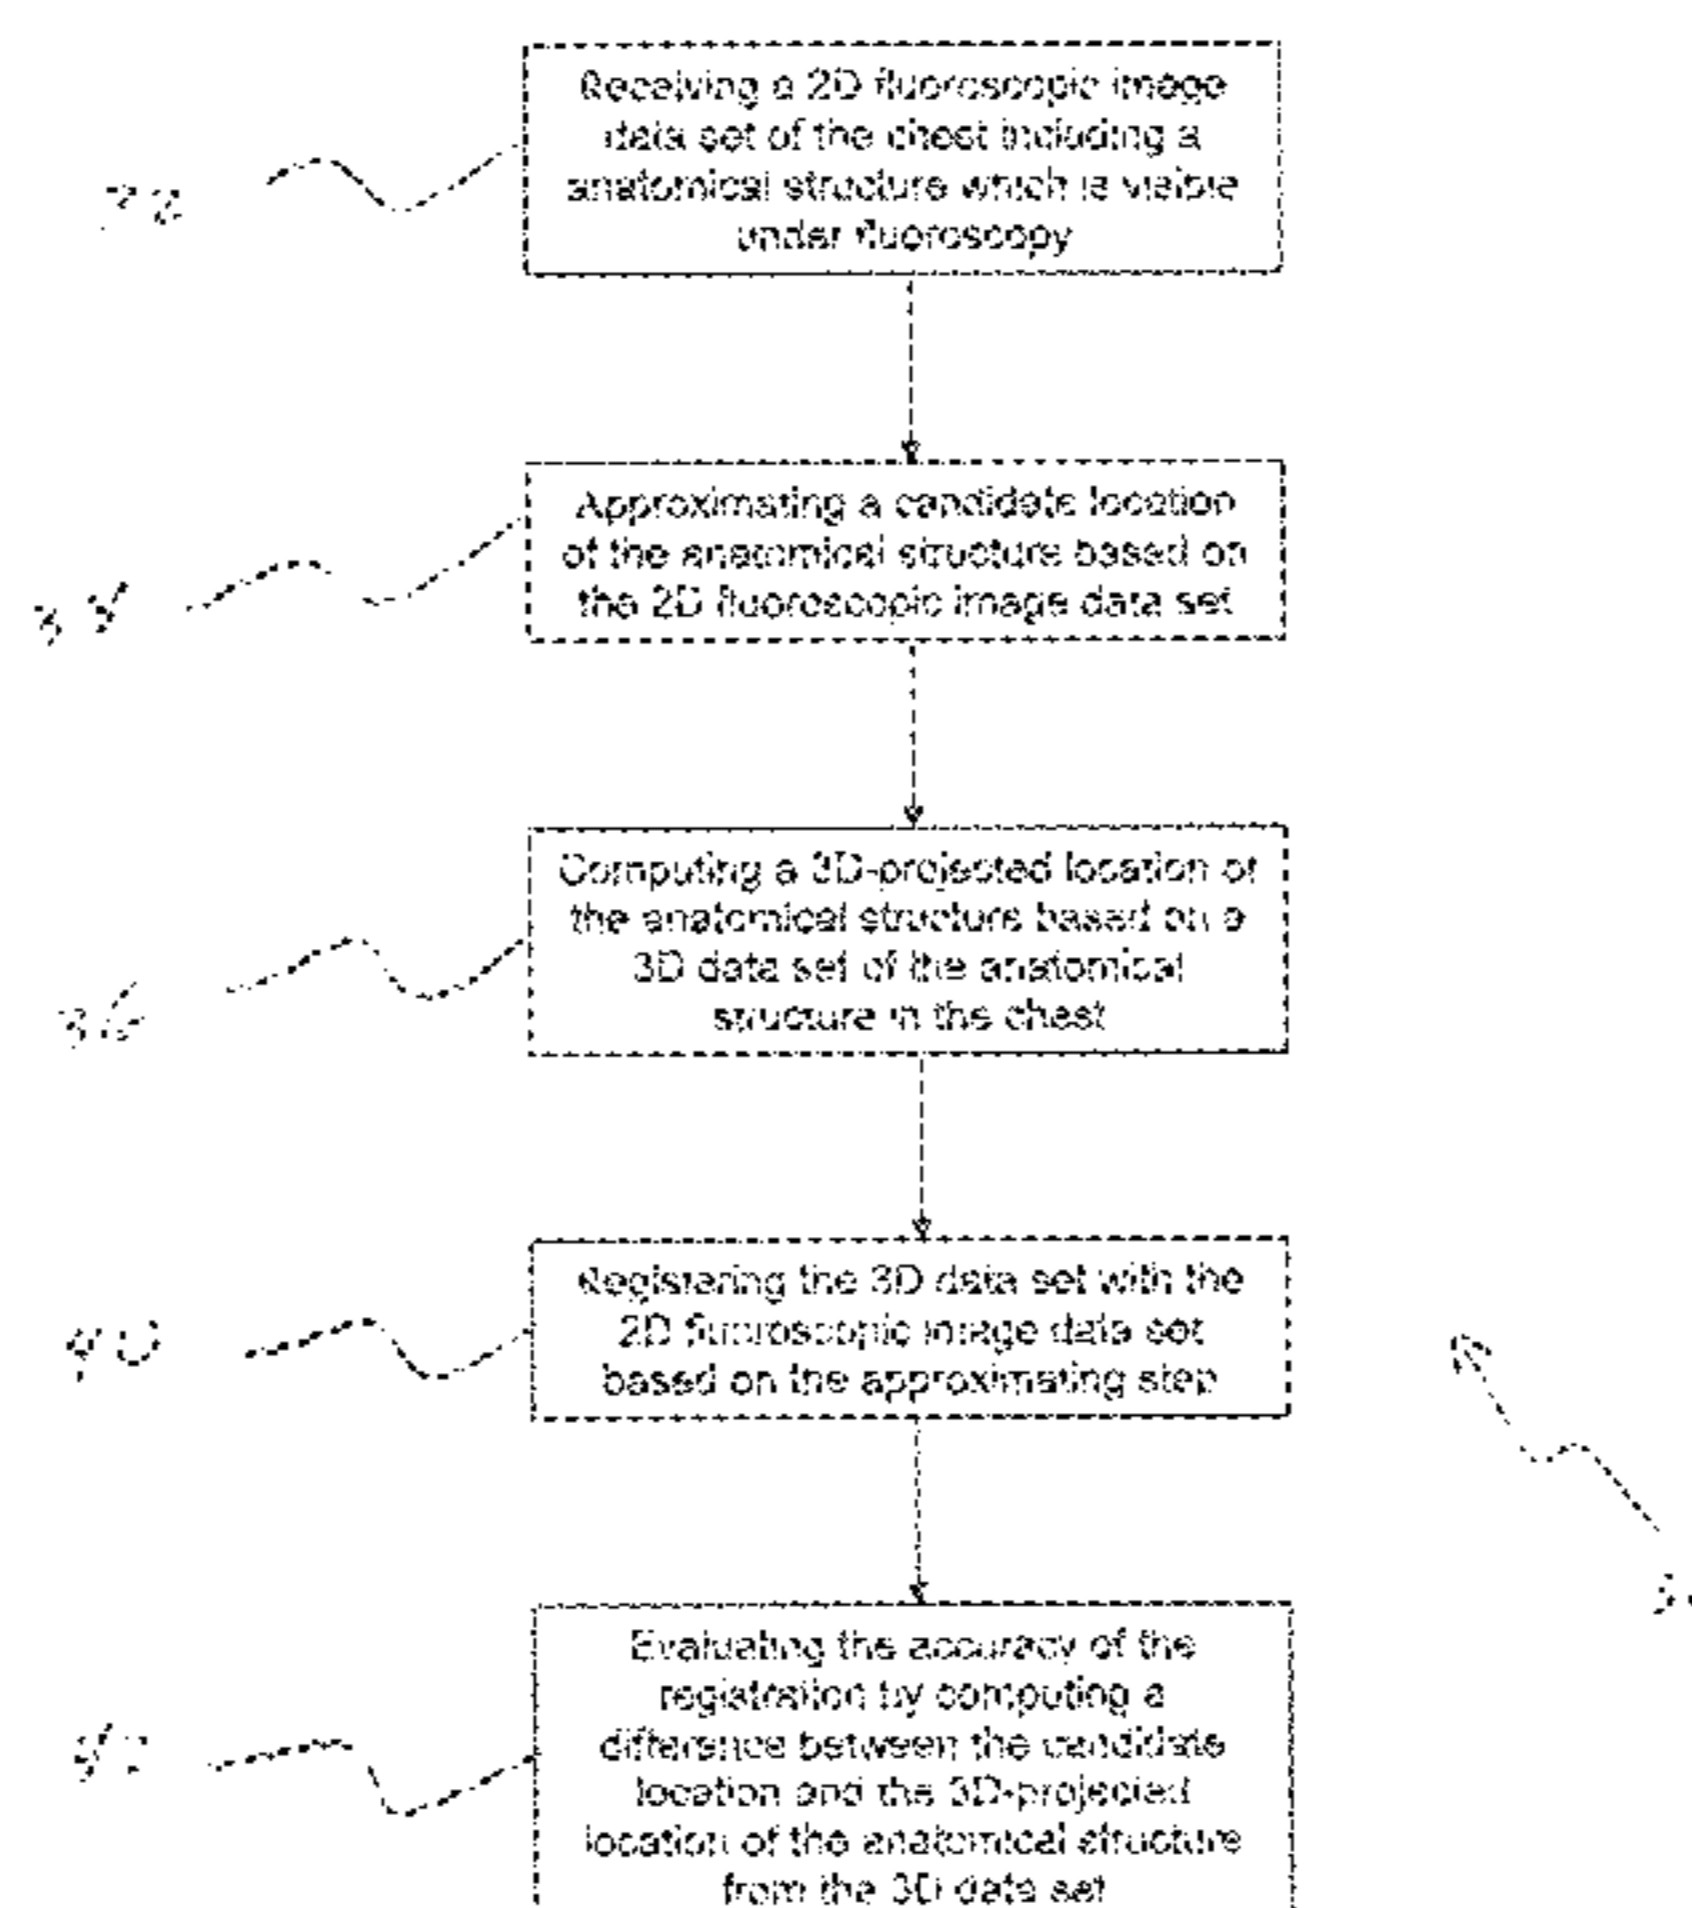 Receiving a 2D fluoroscopic image
data set of the chest including a
anatomical structure which is visible
under fluoroscopy
32
Approximating a candidate location
of the anatomical structure based on
the 2D fluoroscopic image data set
34
Computing a 3D-projected location of
the anatomical structure based on a
3D data set of the anatomical
structure in the chest
36
Registering the 3D data set with the
2D fluoroscopic image data set
based on the approximating step
40
Evaluating the accuracy of the
registration by computing a
difference between the candidate
location and the 3D-projected
location of the anatomical structure
from the 3D data set